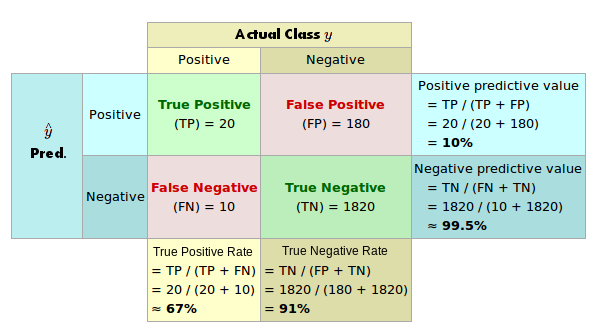 Actual Class y
Positive
Negative
ŷ
Pred.
Positive
True Positive
(TP) = 20
False Positive
(FP) = 180
Positive predictive value
= TP / (TP + FP)
= 20 / (20 + 180)
= 10%
Negative
False Negative
(FN) = 10
True Negative
(TN) = 1820
Negative predictive value
= TN / (FN + TN)
= 1820 / (10 + 1820)
≈ 99.5%
True Positive Rate
= TP / (TP + FN)
= 20 / (20 + 10)
≈ 67%
True Negative Rate
= TN / (FP + TN)
= 1820 / (180 + 1820)
= 91%